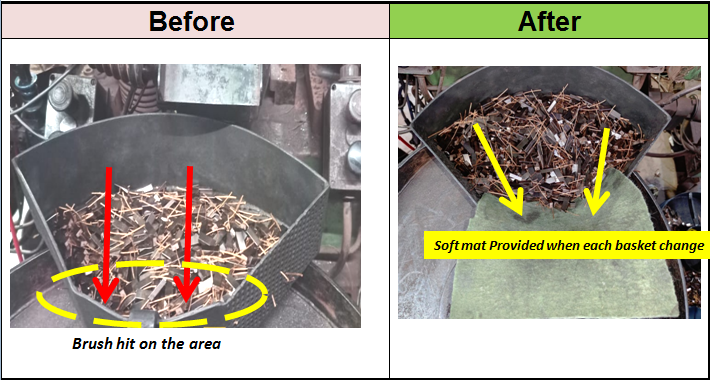 Before
After
Soft mat Provided when each basket change
Brush hit on the area